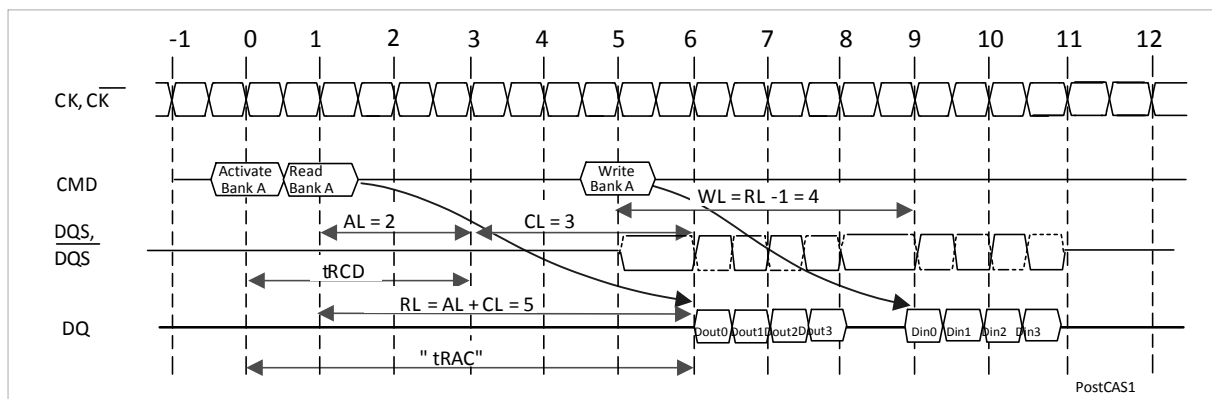 -1 0 1 2 3 4 5 6 7 8 9 10 11 12
CK, CK
CMD
Activate Bank A
Read Bank A
Write Bank A
WL = RL -1 = 4
AL = 2
CL = 3
DQS,
DQS
tRCD
RL = AL + CL = 5
DQ
Dout0 Dout1 Dout2 Dout3
Din0 Din1 Din2 Din3
" tRAC"
PostCAS1